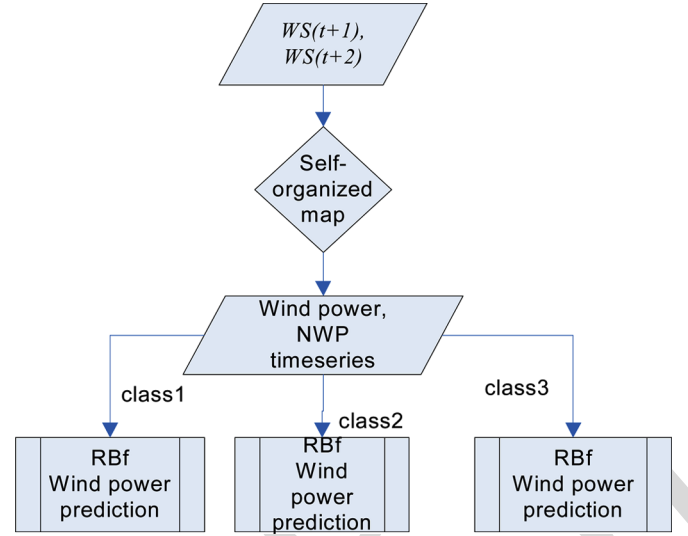 WS(t+1),
WS(t+2)
Self-
organized
map
Wind power,
NWP
timeseries
class1
class2
class3
RBf
Wind power
prediction
RBf
Wind
power
prediction
RBf
Wind power
prediction